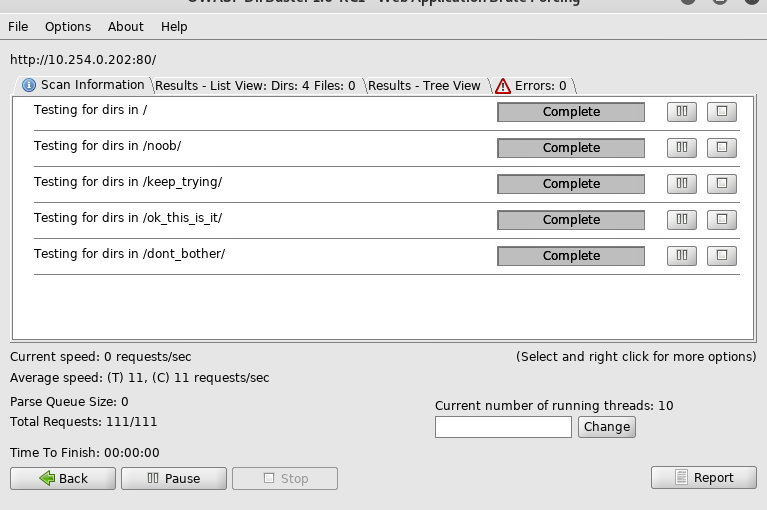 OWASP DirBuster 1.0-RC1 - Web Application Brute Forcing
File Options About Help
http://10.254.0.202:80/
Scan Information Results - List View: Dirs: 4 Files: 0 Results - Tree View Errors: 0
Testing for dirs in / Complete
Testing for dirs in /noob/ Complete
Testing for dirs in /keep_trying/ Complete
Testing for dirs in /ok_this_is_it/ Complete
Testing for dirs in /dont_bother/ Complete
Current speed: 0 requests/sec (Select and right click for more options)
Average speed: (T) 11, (C) 11 requests/sec
Parse Queue Size: 0
Current number of running threads: 10
Total Requests: 111/111
Change
Time To Finish: 00:00:00
Back Pause Stop Report